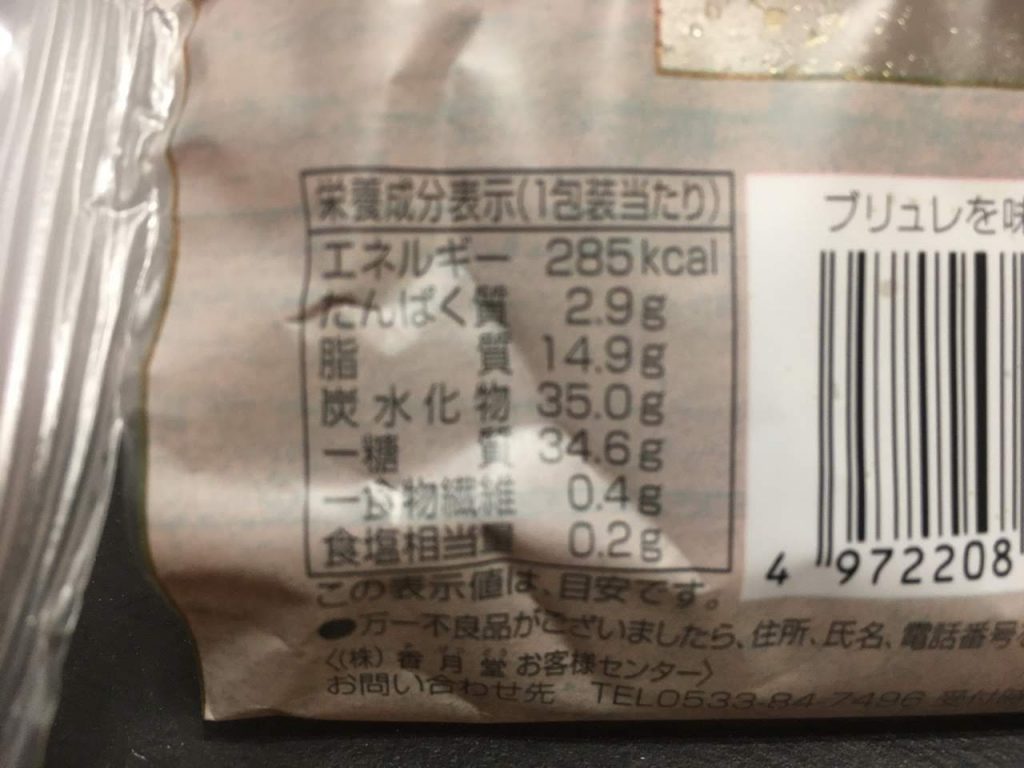 栄養成分表示(1包装当たり)
エネルギー 285kcal
たんぱく質 2.9g
脂質 14.9g
炭水化物 35.0g
ー糖質 34.6g
ー食物繊維 0.4g
食塩相当量 0.2g
この表示値は、目安です。
●万一不良品がございましたら、住所、氏名、電話番号
〈(株)香月堂お客様センター〉
お問い合わせ先 TEL0533-84-7496 受付
ブリュレを味
4 972208